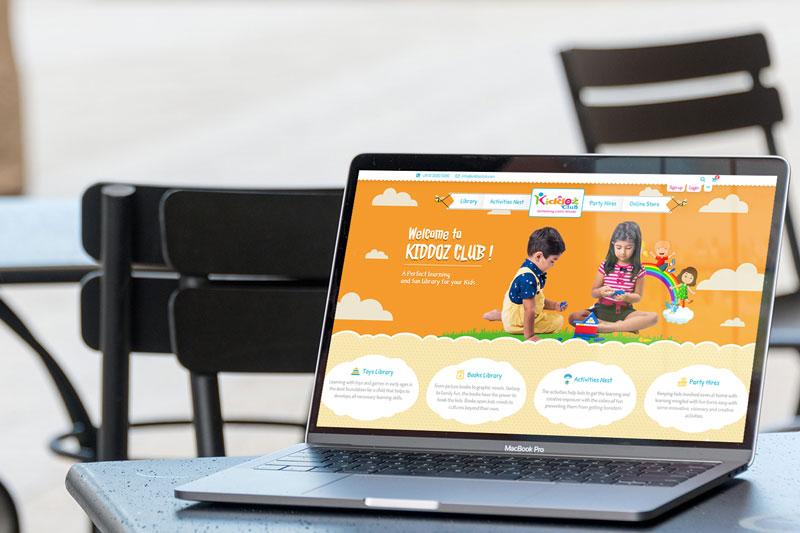 info@kiddozclub.com
Sign up Login
Library Activities Nest Kiddoz Club Party Hires Online Store
Welcome to
KIDDOZ CLUB !
A Perfect learning
and fun Library for your Kids.
Toys Library
Learning with toys and games in early ages is
the best foundation for a child that helps to
develop all necessary learning skills.
Books Library
From picture books to graphic novels, fantasy
to family fun, the books have the power to
hook the kids. Books open kids minds to
cultures beyond their own.
Activities Nest
The activities help kids to get the learning and
creative exposure with the colors of fun
preventing them from getting boredom.
Party Hires
Keeping kids involved even at home with
learning mingled with fun turns easy with
some innovative, visionary and creative
activities.
MacBook Pro